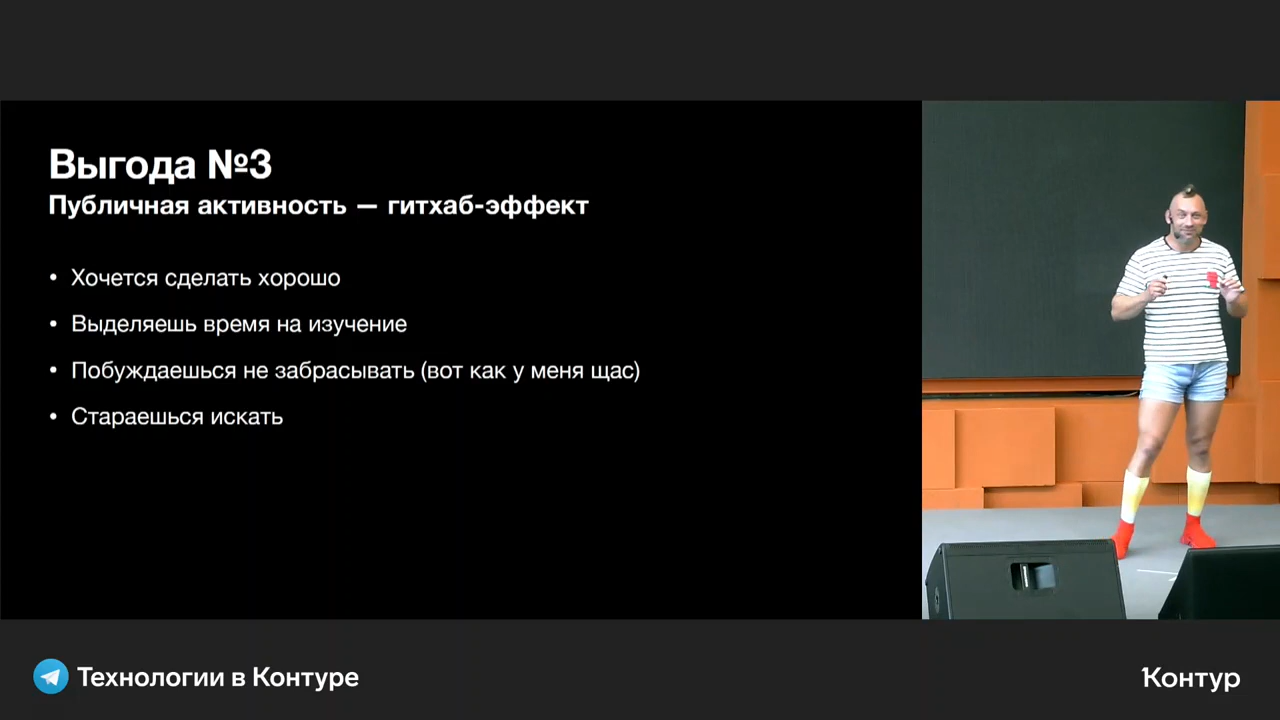 Выгода №3
Публичная активность — гитхаб-эффект
• Хочется сделать хорошо
• Выделяешь время на изучение
• Побуждаешься не забрасывать (вот как у меня щас)
• Стараешься искать
Технологии в Контуре
Контур